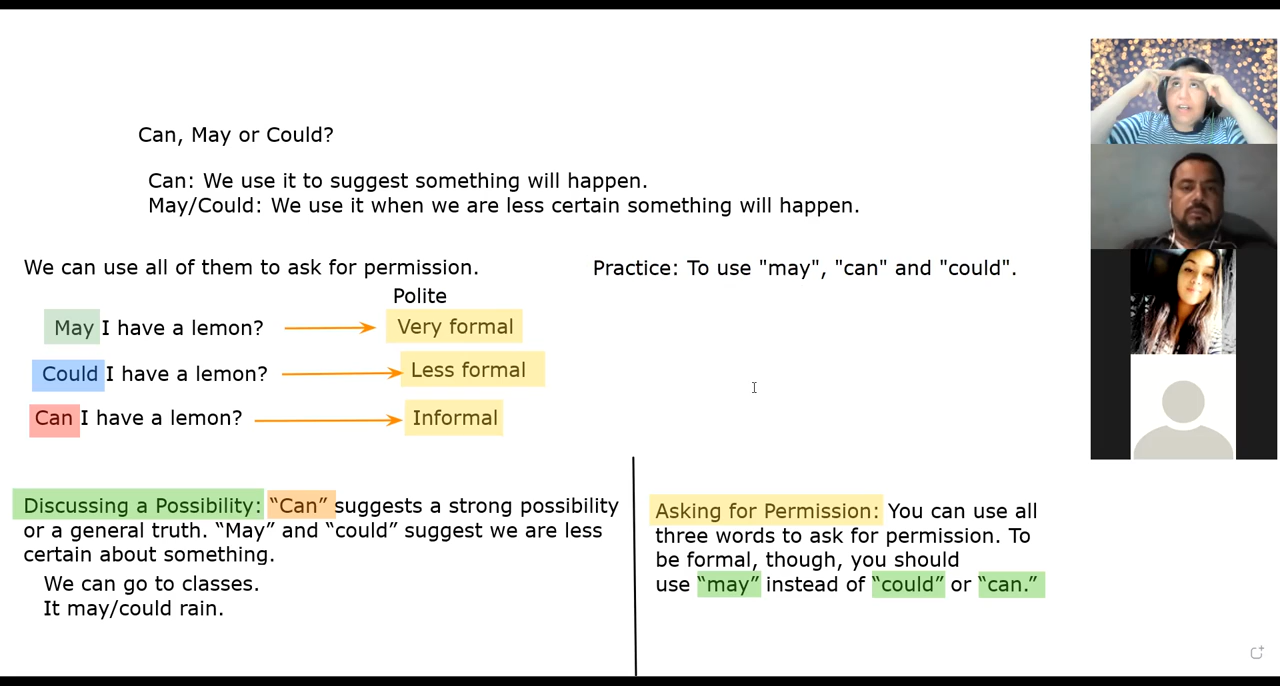 Can, May or Could?
Can: We use it to suggest something will happen.
May/Could: We use it when we are less certain something will happen.
We can use all of them to ask for permission.
Practice: To use "may", "can" and "could".
Polite
May I have a lemon?
Very formal
Could I have a lemon?
Less formal
Can I have a lemon?
Informal
Discussing a Possibility: “Can” suggests a strong possibility
or a general truth. “May” and “could” suggest we are less
certain about something.
We can go to classes.
It may/could rain.
Asking for Permission: You can use all
three words to ask for permission. To
be formal, though, you should
use “may” instead of “could” or “can.”